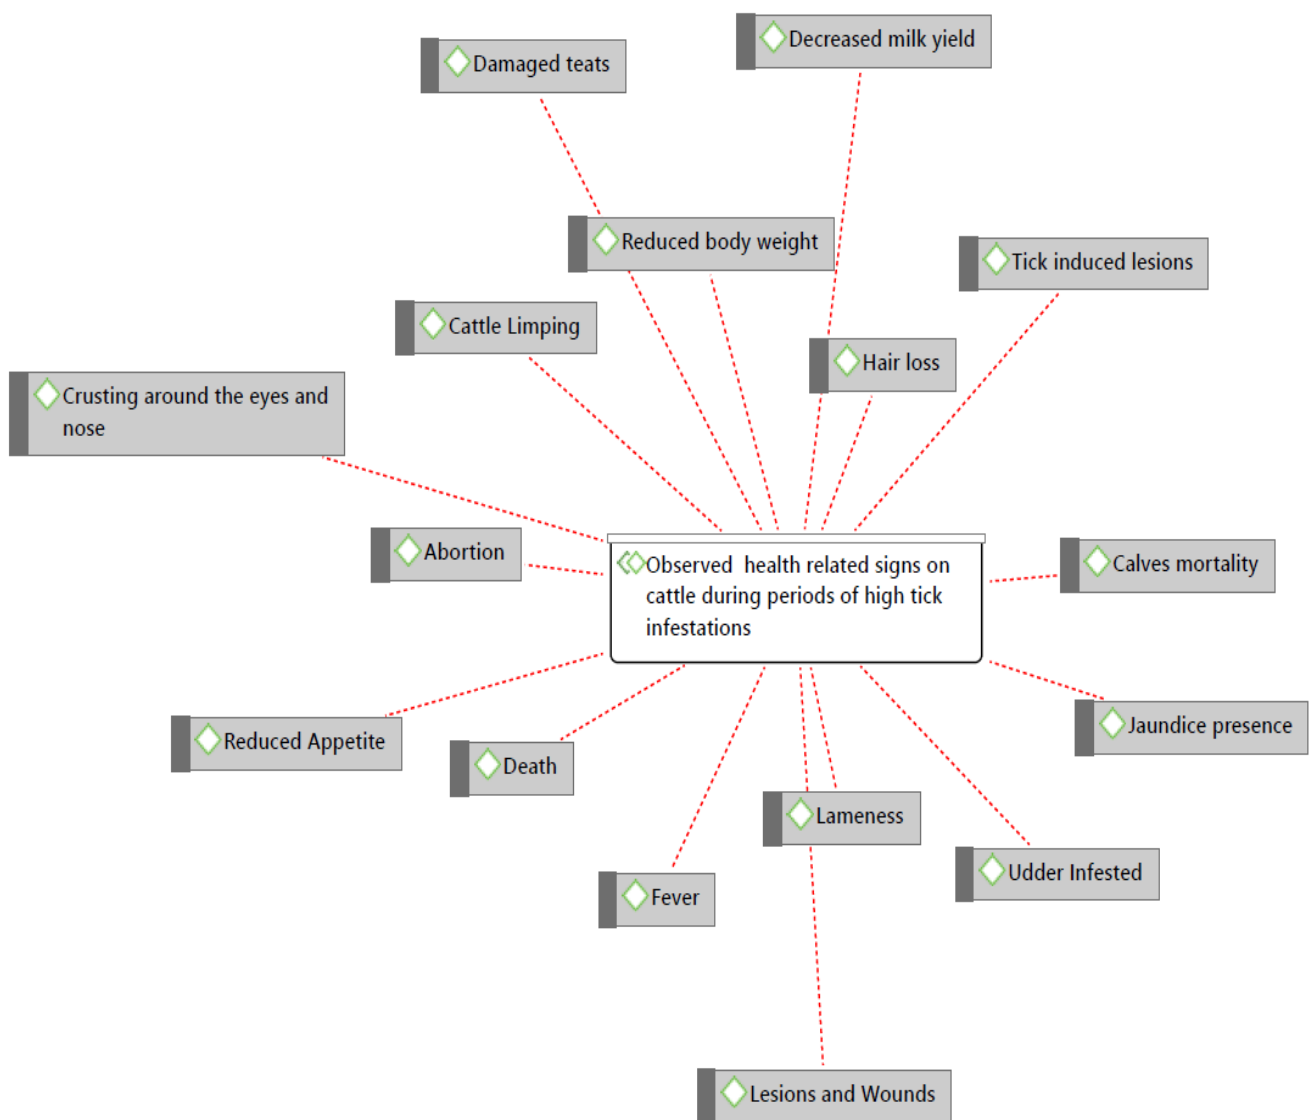 Decreased milk yield
Damaged teats
Reduced body weight
Tick induced lesions
Cattle Limping
Hair loss
Crusting around the eyes and
nose
Abortion
Observed health related signs on
cattle during periods of high tick
infestations
Calves mortality
Reduced Appetite
Jaundice presence
Death
Lameness
Udder Infested
Fever
Lesions and Wounds